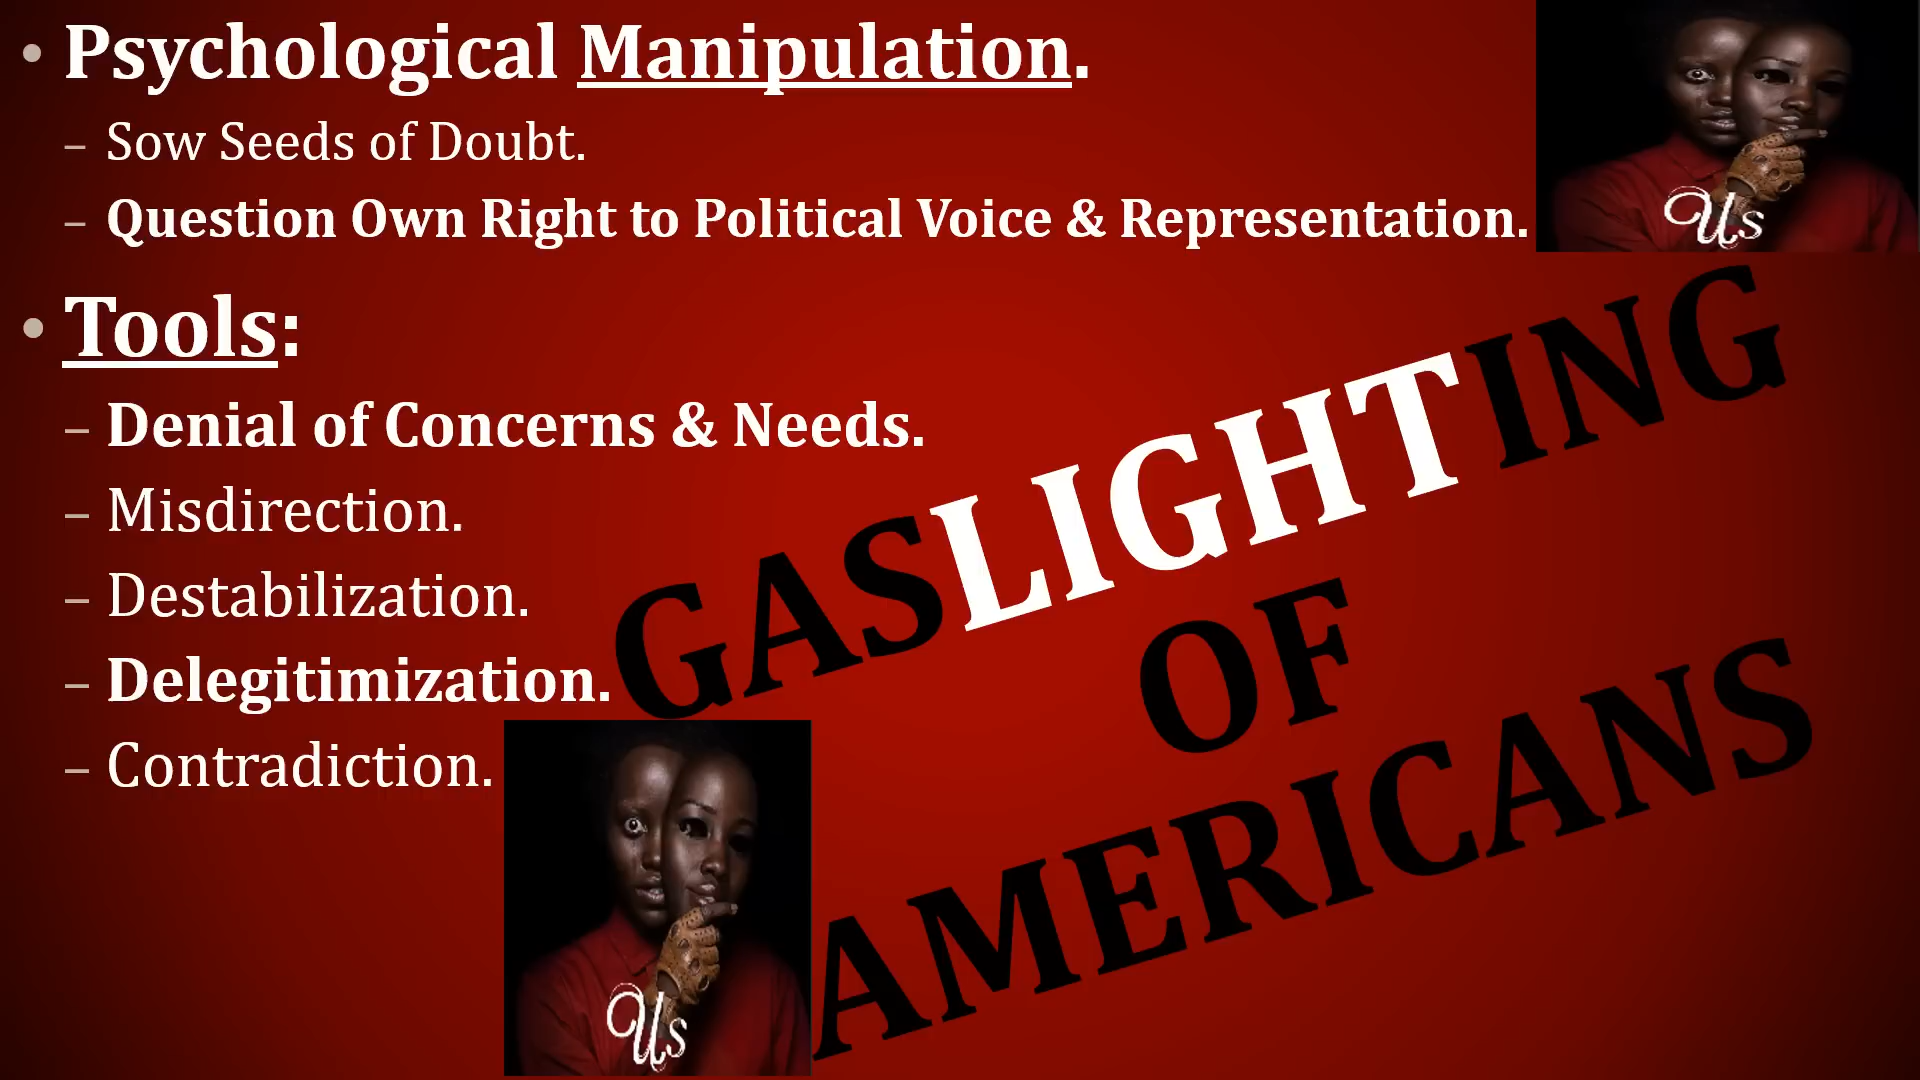 • Psychological Manipulation.
– Sow Seeds of Doubt.
– Question Own Right to Political Voice & Representation.
Us
• Tools:
– Denial of Concerns & Needs.
– Misdirection.
– Destabilization.
– Delegitimization.
– Contradiction.
GASLIGHTING
OF
AMERICANS
Us